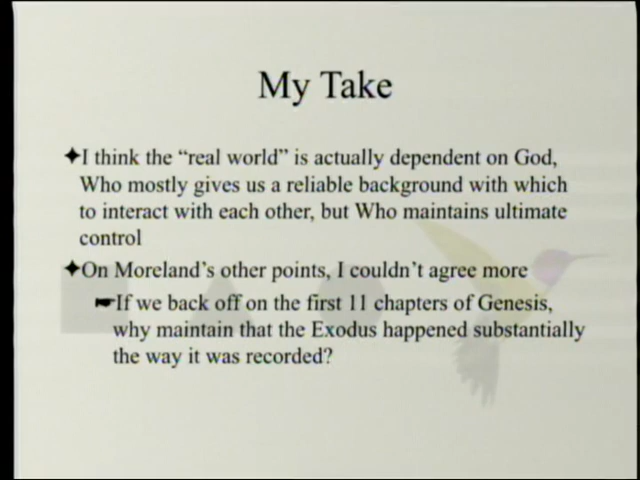 My Take
✦I think the “real world” is actually dependent on God,
Who mostly gives us a reliable background with which
to interact with each other, but Who maintains ultimate
control
✦On Moreland’s other points, I couldn’t agree more
☛If we back off on the first 11 chapters of Genesis,
why maintain that the Exodus happened substantially
the way it was recorded?